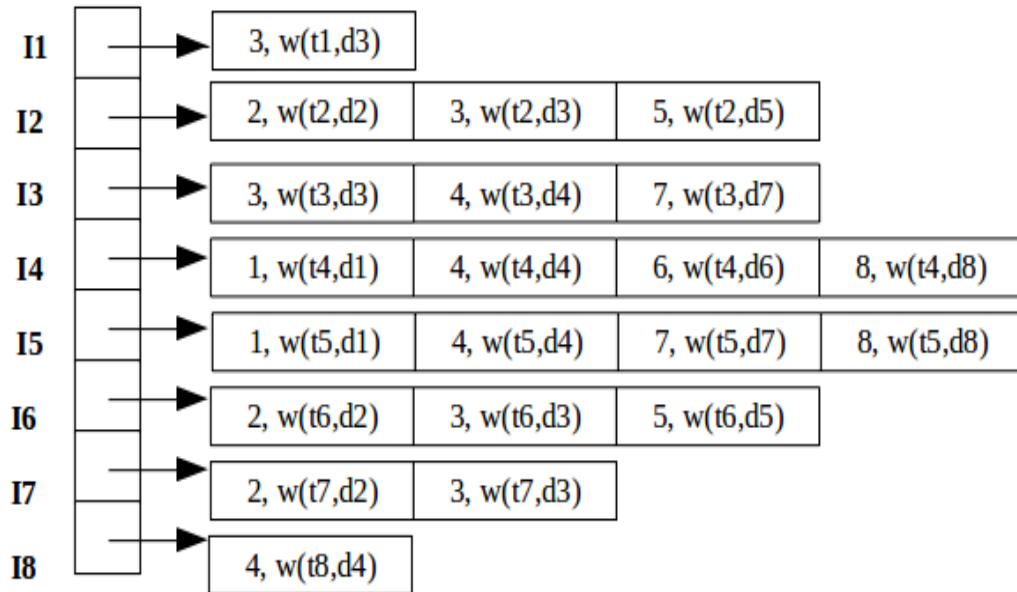 I1 3, w(t1,d3)
I2 2, w(t2,d2) 3, w(t2,d3) 5, w(t2,d5)
I3 3, w(t3,d3) 4, w(t3,d4) 7, w(t3,d7)
I4 1, w(t4,d1) 4, w(t4,d4) 6, w(t4,d6) 8, w(t4,d8)
I5 1, w(t5,d1) 4, w(t5,d4) 7, w(t5,d7) 8, w(t5,d8)
I6 2, w(t6,d2) 3, w(t6,d3) 5, w(t6,d5)
I7 2, w(t7,d2) 3, w(t7,d3)
I8 4, w(t8,d4)